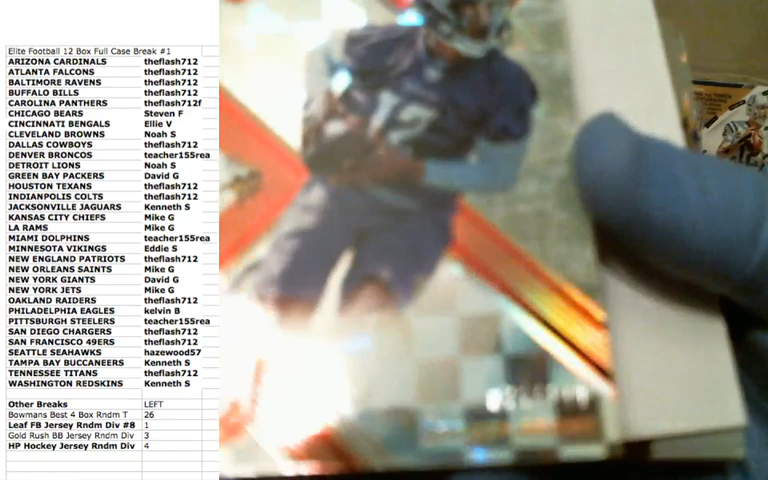 Elite Football 12 Box Full Case Break #1
ARIZONA CARDINALS theflash712
ATLANTA FALCONS theflash712
BALTIMORE RAVENS theflash712
BUFFALO BILLS theflash712
CAROLINA PANTHERS theflash712f
CHICAGO BEARS Steven F
CINCINNATI BENGALS Ellie V
CLEVELAND BROWNS Noah S
DALLAS COWBOYS theflash712
DENVER BRONCOS teacher155rea
DETROIT LIONS Noah S
GREEN BAY PACKERS David G
HOUSTON TEXANS theflash712
INDIANPOLIS COLTS theflash712
JACKSONVILLE JAGUARS Kenneth S
KANSAS CITY CHIEFS Mike G
LA RAMS Mike G
MIAMI DOLPHINS teacher155rea
MINNESOTA VIKINGS Eddie S
NEW ENGLAND PATRIOTS theflash712
NEW ORLEANS SAINTS Mike G
NEW YORK GIANTS David G
NEW YORK JETS Mike G
OAKLAND RAIDERS theflash712
PHILADELPHIA EAGLES kelvin B
PITTSBURGH STEELERS teacher155rea
SAN DIEGO CHARGERS theflash712
SAN FRANCISCO 49ERS theflash712
SEATTLE SEAHAWKS hazewood57
TAMPA BAY BUCCANEERS Kenneth S
TENNESSEE TITANS theflash712
WASHINGTON REDSKINS Kenneth S
Other Breaks LEFT
Bowmans Best 4 Box Rndm T 26
Leaf FB Jersey Rndm Div #8 1
Gold Rush BB Jersey Rndm Div 3
HP Hockey Jersey Rndm Div 4
12